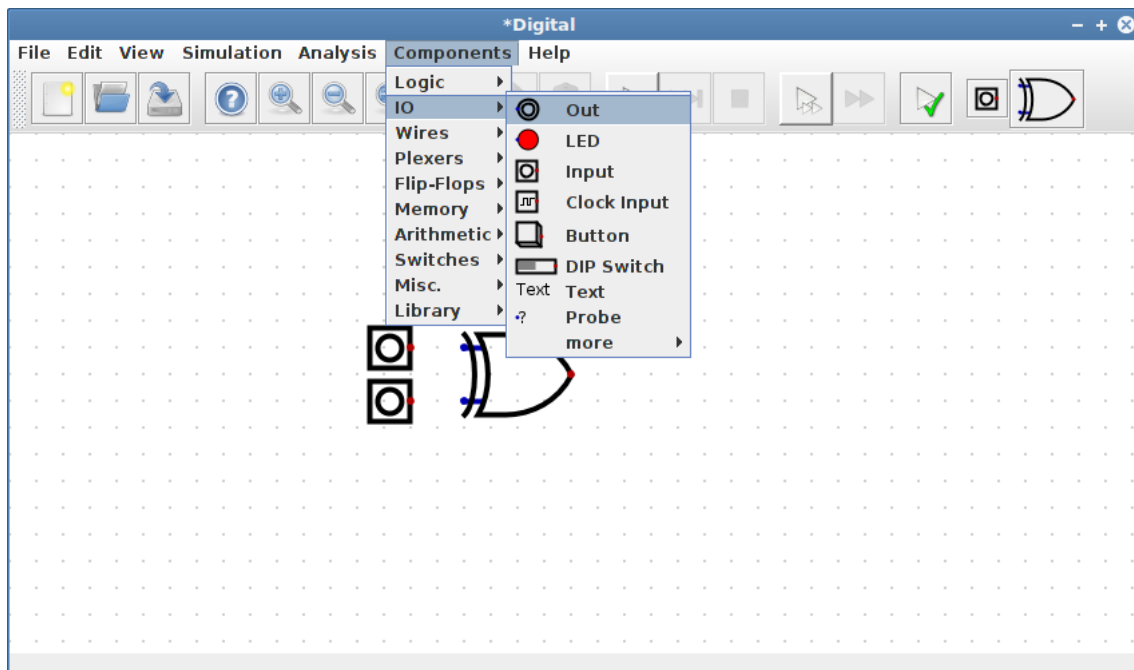 *Digital
File Edit View Simulation Analysis Components Help
Logic
IO
Wires
Plexers
Flip-Flops
Memory
Arithmetic
Switches
Misc.
Library
Out
LED
Input
Clock Input
Button
DIP Switch
Text Text
? Probe
more